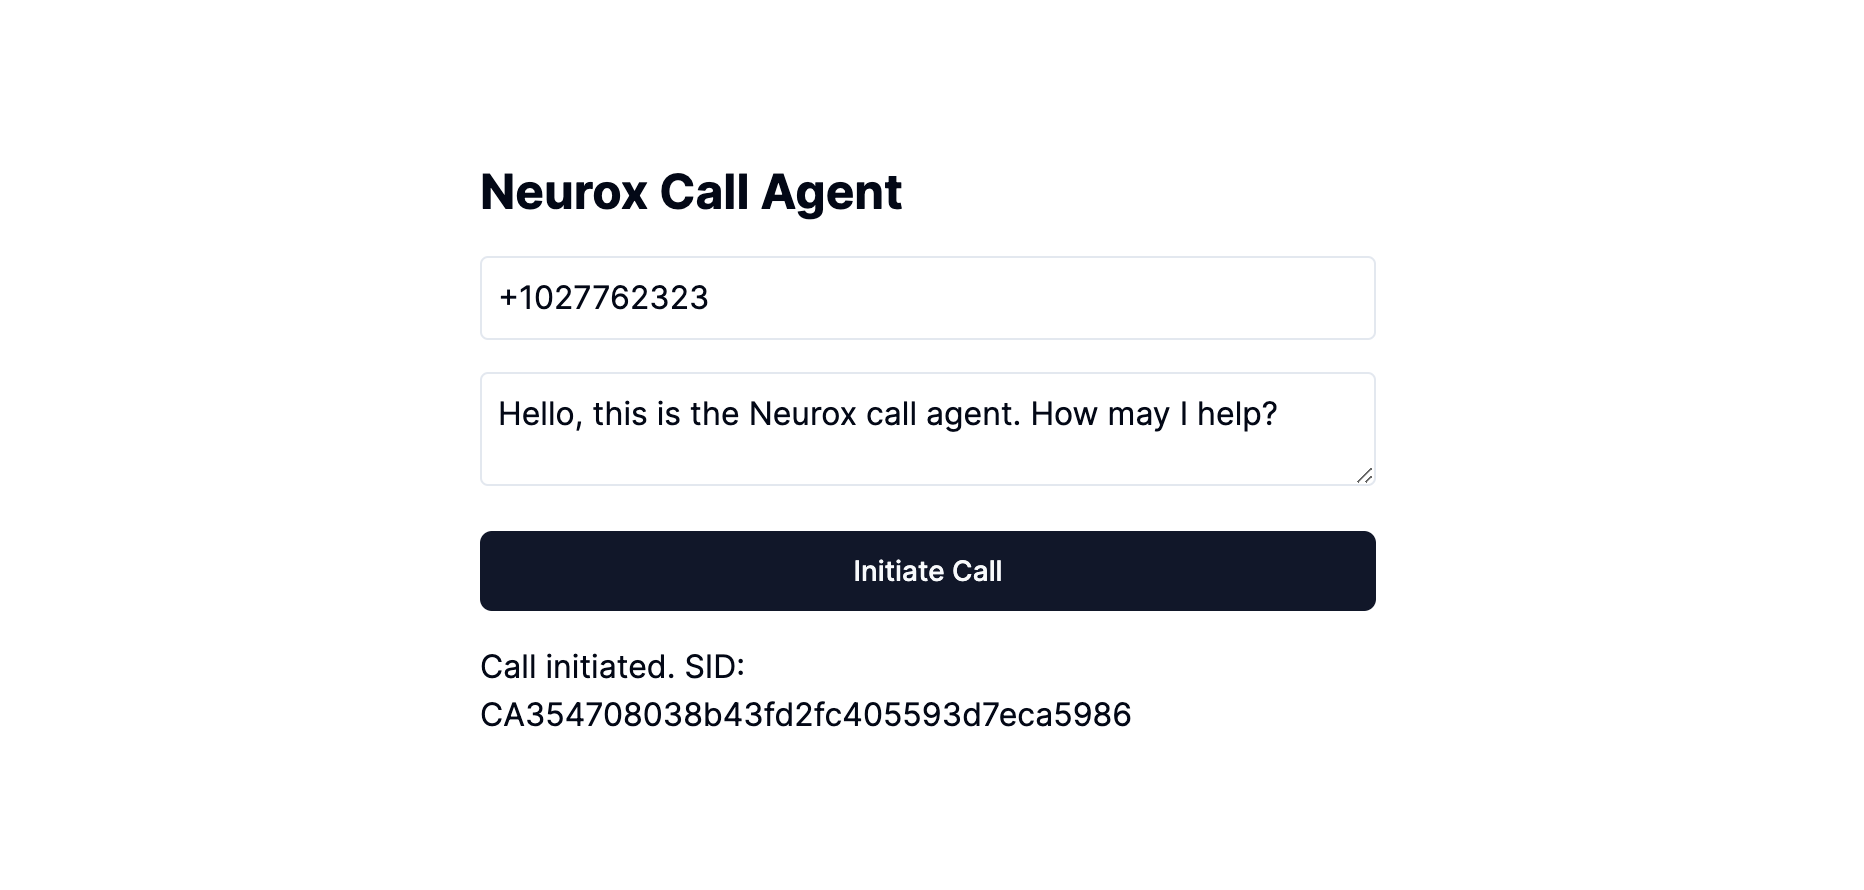 Neurox Call Agent
+1027762323
Hello, this is the Neurox call agent. How may I help?
Initiate Call
Call initiated. SID:
CA354708038b43fd2fc405593d7eca5986